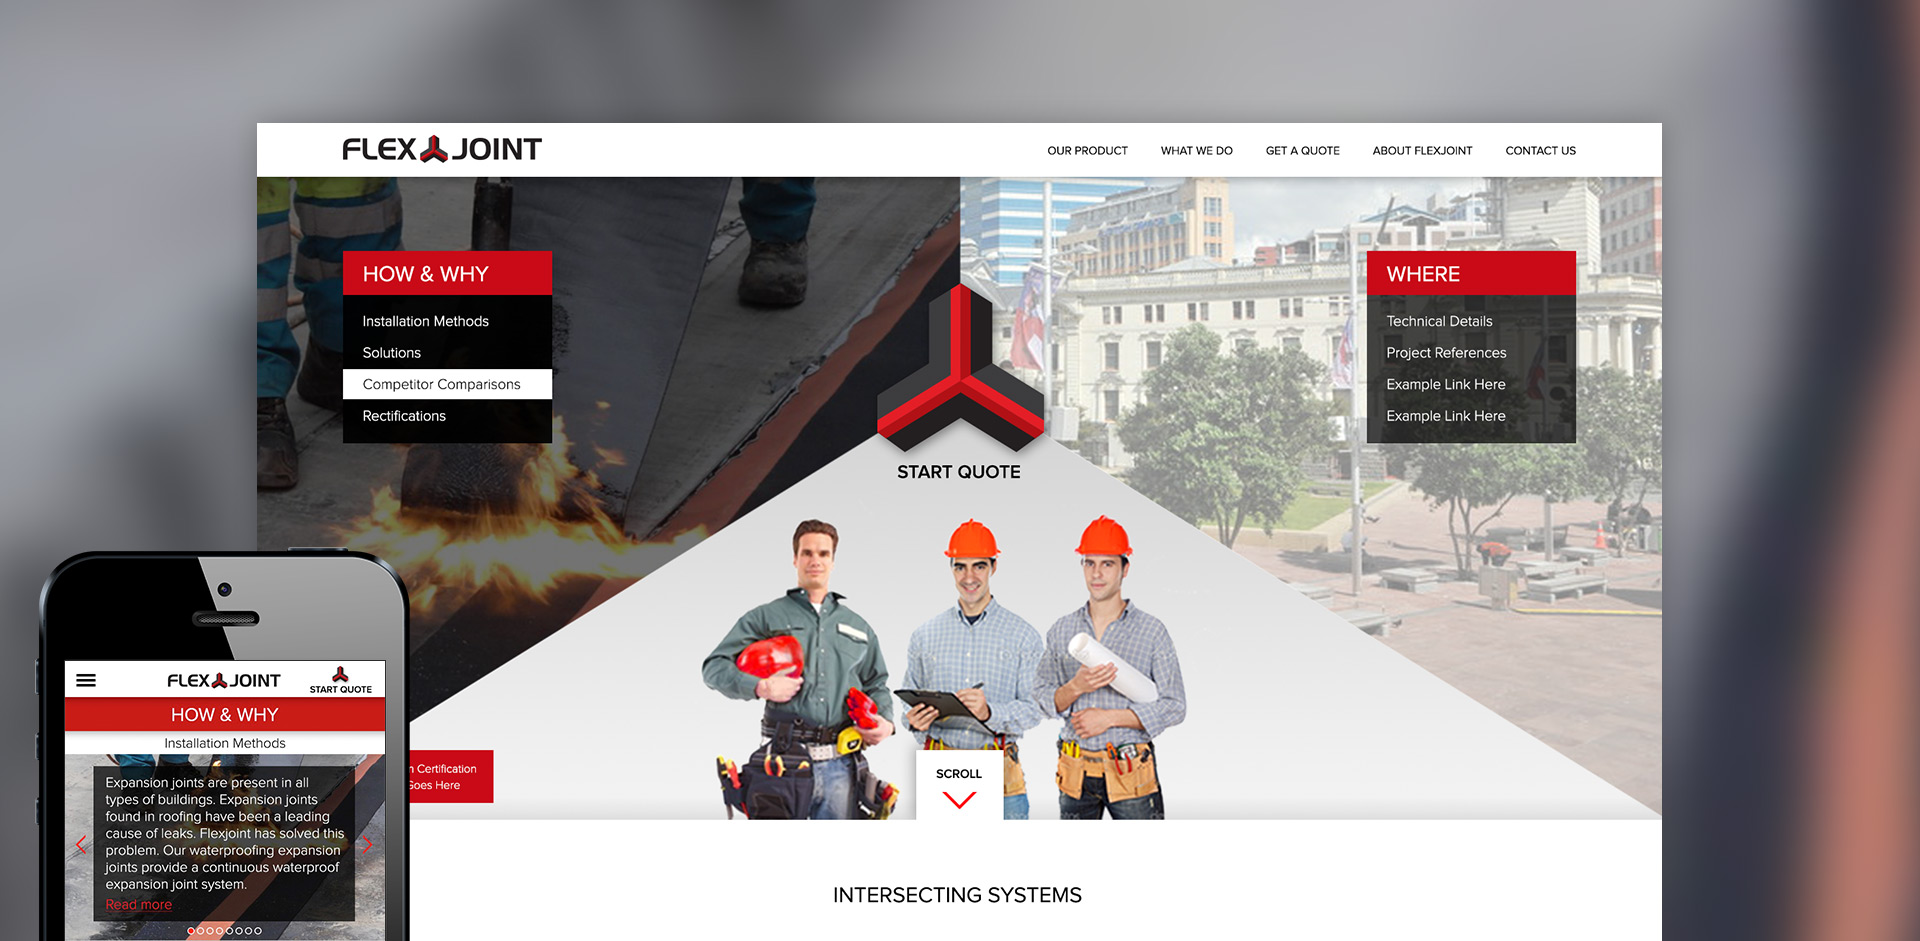 FLEX JOINT
OUR PRODUCT
WHAT WE DO
GET A QUOTE
ABOUT FLEXJOINT
CONTACT US
HOW & WHY
Installation Methods
Solutions
Competitor Comparisons
Rectifications
WHERE
Technical Details
Project References
Example Link Here
Example Link Here
START QUOTE
n Certification
Goes Here
SCROLL
INTERSECTING SYSTEMS
FLEX JOINT
START QUOTE
HOW & WHY
Installation Methods
Expansion joints are present in all
types of buildings. Expansion joints
found in roofing have been a leading
cause of leaks. Flexjoint has solved this
problem. Our waterproofing expansion
joints provide a continuous waterproof
expansion joint system.
Read more